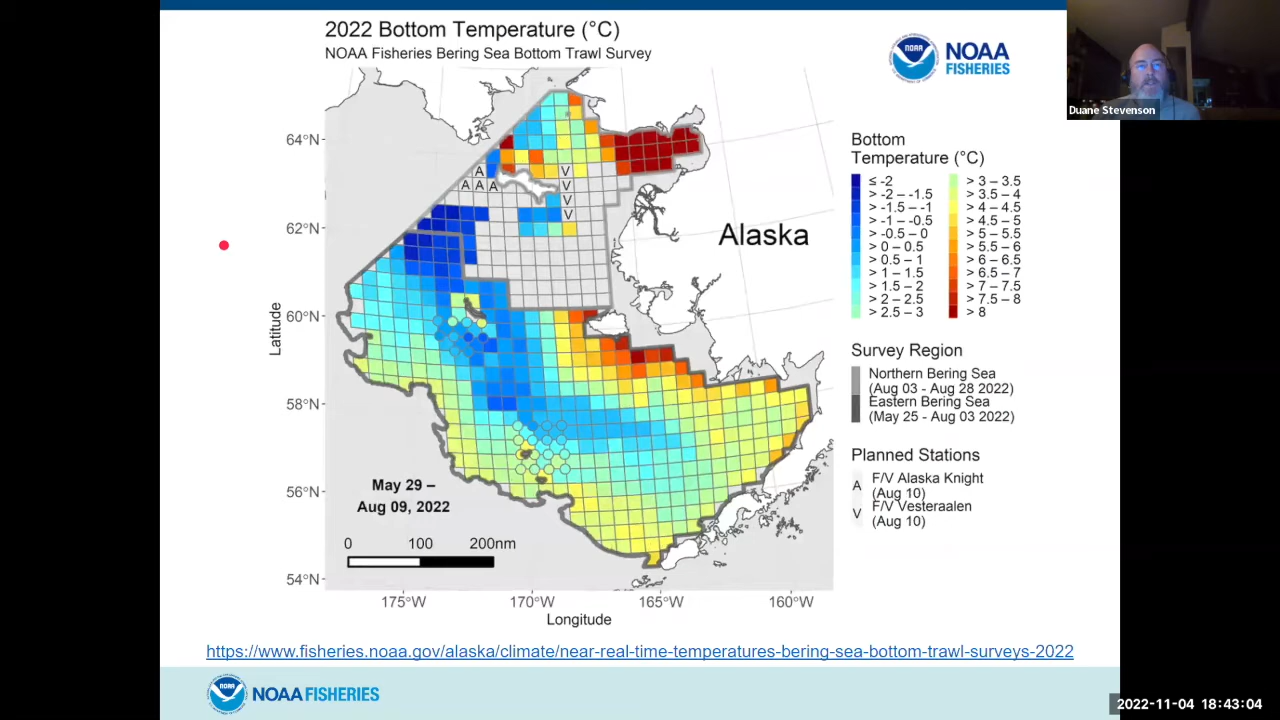 2022 Bottom Temperature (°C)
NOAA Fisheries Bering Sea Bottom Trawl Survey
NOAA
NOAA
FISHERIES
Duane Stevenson
64°N
62°N
60°N
58°N
56°N
54°N
Latitude
175°W
170°W
165°W
160°W
Longitude
A
A A A
V
V
V
V
Alaska
May 29 –
Aug 09, 2022
0 100 200nm
Bottom
Temperature (°C)
≤ -2
> -2 – -1.5
> -1.5 – -1
> -1 – -0.5
> -0.5 – 0
> 0 – 0.5
> 0.5 – 1
> 1 – 1.5
> 1.5 – 2
> 2 – 2.5
> 2.5 – 3
> 3 – 3.5
> 3.5 – 4
> 4 – 4.5
> 4.5 – 5
> 5 – 5.5
> 5.5 – 6
> 6 – 6.5
> 6.5 – 7
> 7 – 7.5
> 7.5 – 8
> 8
Survey Region
Northern Bering Sea
(Aug 03 - Aug 28 2022)
Eastern Bering Sea
(May 25 - Aug 03 2022)
Planned Stations
A F/V Alaska Knight
(Aug 10)
V F/V Vesteraalen
(Aug 10)
https://www.fisheries.noaa.gov/alaska/climate/near-real-time-temperatures-bering-sea-bottom-trawl-surveys-2022
NOAA
NOAA FISHERIES
2022-11-04 18:43:04